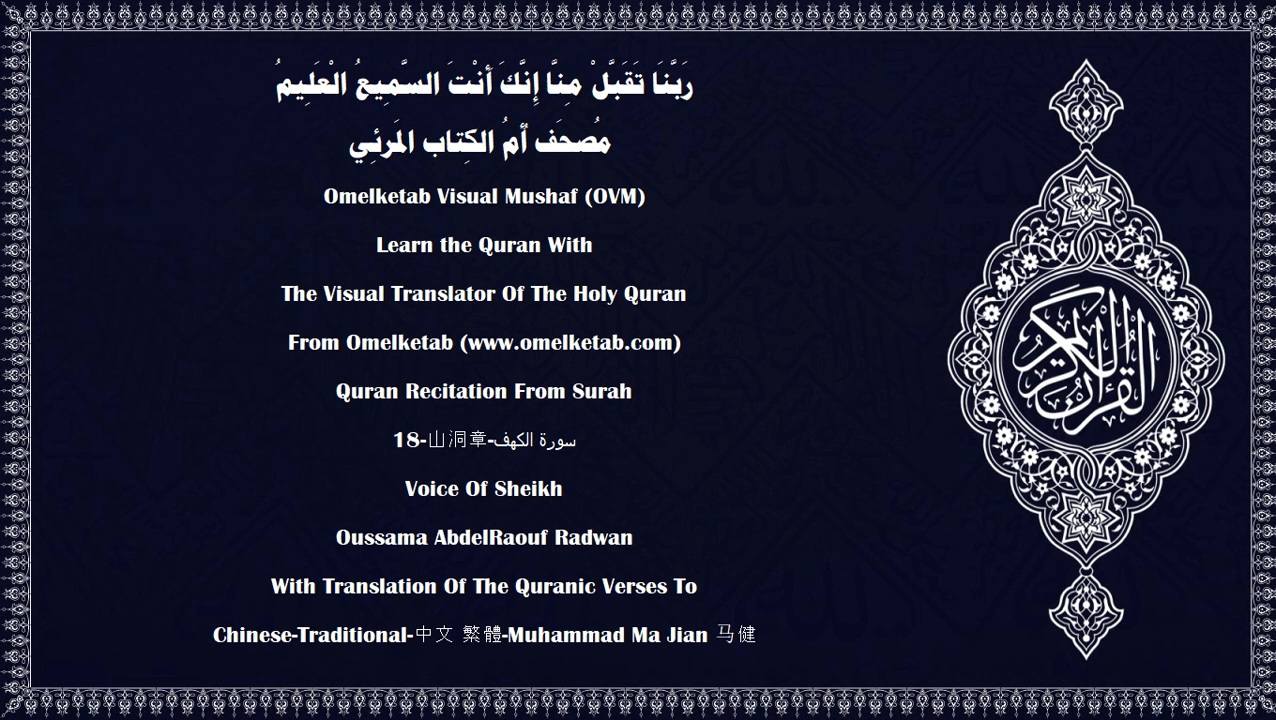 رَبَّنَا تَقَبَّلْ مِنَّا إِنَّكَ أَنْتَ السَّمِيعُ الْعَلِيمُ
مُصحَف أمُ الكِتاب المَرئِي
Omelketab Visual Mushaf (OVM)
Learn the Quran With
The Visual Translator Of The Holy Quran
From Omelketab (www.omelketab.com)
Quran Recitation From Surah
18-山洞章-سورة الكهف
Voice Of Sheikh
Oussama AbdelRaouf Radwan
With Translation Of The Quranic Verses To
Chinese-Traditional-中文 繁體-Muhammad Ma Jian 马健
القرآن الكريم